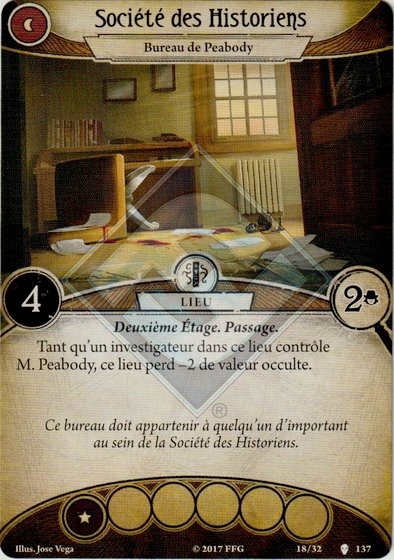 Société des Historiens
Bureau de Peabody
4
LIEU
2
Deuxième Étage. Passage.
Tant qu'un investigateur dans ce lieu contrôle
M. Peabody, ce lieu perd –2 de valeur occulte.
®
Ce bureau doit appartenir à quelqu'un d'important
au sein de la Société des Historiens.
Illus. Jose Vega
© 2017 FFG
18/32
137